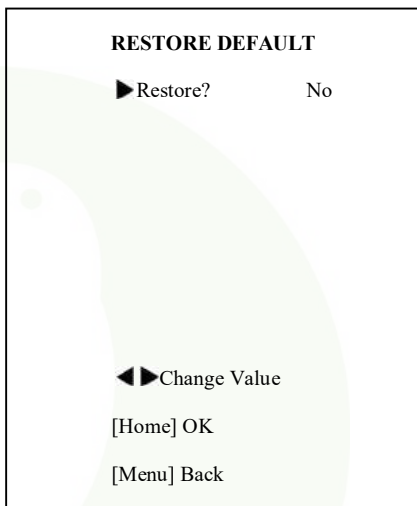 RESTORE DEFAULT
▶Restore? No
◀ ▶Change Value
[Home] OK
[Menu] Back